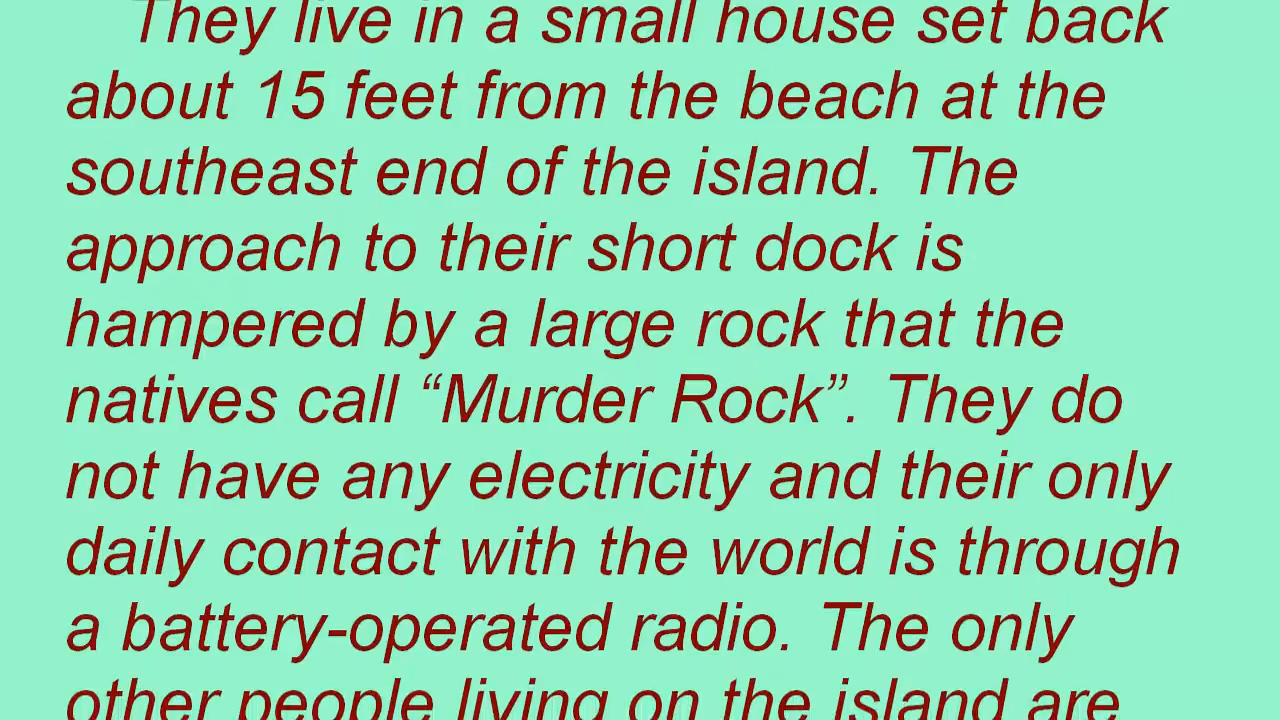 They live in a small house set back
about 15 feet from the beach at the
southeast end of the island. The
approach to their short dock is
hampered by a large rock that the
natives call “Murder Rock”. They do
not have any electricity and their only
daily contact with the world is through
a battery-operated radio. The only
other people living on the island are